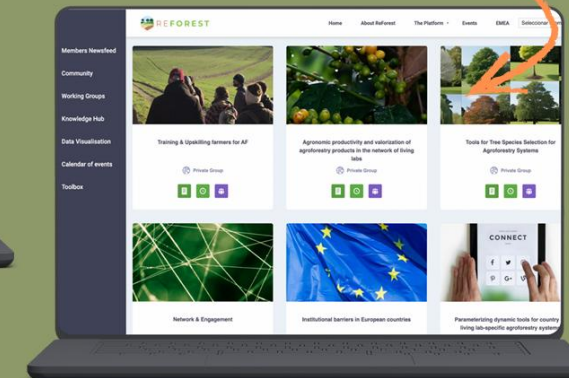 REFOREST
Home About ReForest The Platform Events EMEA Seleccionar
Members Newsfeed
Community
Working Groups
Knowledge Hub
Data Visualisation
Calendar of events
Toolbox
Training & Upskilling farmers for AF
Private Group
Agronomic productivity and valorization of
agroforestry products in the network of living
labs
Private Group
Tools for Tree Species Selection for
Agroforestry Systems
Private Group
Network & Engagement
Institutional barriers in European countries
CONNECT
Parameterizing dynamic tools for country
living lab-specific agroforestry systems